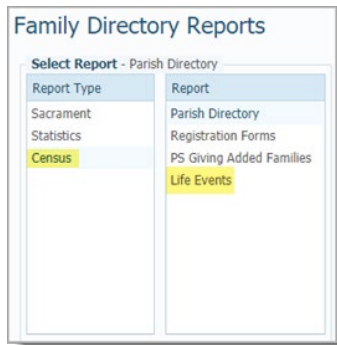 Family Directory Reports
Select Report - Parish Directory
Report Type
Report
Sacrament
Parish Directory
Statistics
Registration Forms
Census
PS Giving Added Families
Life Events